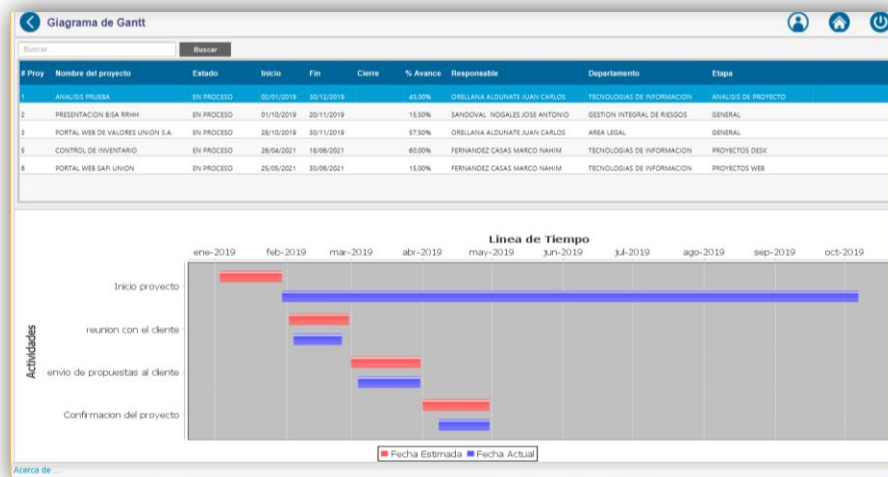 Giagrama de Gantt
Buscar ... Buscar
# Proy Nombre del proyecto Estado Inicio Fin Cierre % Avance Responsable Departamento Etapa
1 ANALISIS PRUEBA EN PROCESO 02/01/2019 30/12/2019 45,00% ORELLANA ALDUNATE JUAN CARLOS TECNOLOGIAS DE INFORMACION ANALISIS DE PROYECTO
2 PRESENTACION BISA RRHH EN PROCESO 01/10/2019 20/11/2019 15,50% SANDOVAL NOGALES JOSE ANTONIO GESTION INTEGRAL DE RIESGOS GENERAL
3 PORTAL WEB DE VALORES UNION S.A. EN PROCESO 28/10/2019 30/11/2019 57,50% ORELLANA ALDUNATE JUAN CARLOS AREA LEGAL GENERAL
5 CONTROL DE INVENTARIO EN PROCESO 26/04/2021 18/08/2021 60,00% FERNANDEZ CASAS MARCO NAHIM TECNOLOGIAS DE INFORMACION PROYECTOS DESK
6 PORTAL WEB SAFI UNION EN PROCESO 25/05/2021 30/06/2021 15,00% FERNANDEZ CASAS MARCO NAHIM TECNOLOGIAS DE INFORMACION PROYECTOS WEB
Linea de Tiempo
ene-2019 feb-2019 mar-2019 abr-2019 may-2019 jun-2019 jul-2019 ago-2019 sep-2019 oct-2019
Actividades
Inicio proyecto
reunion con el cliente
envio de propuestas al cliente
Confirmacion del proyecto
Fecha Estimada Fecha Actual
Acerca de ...